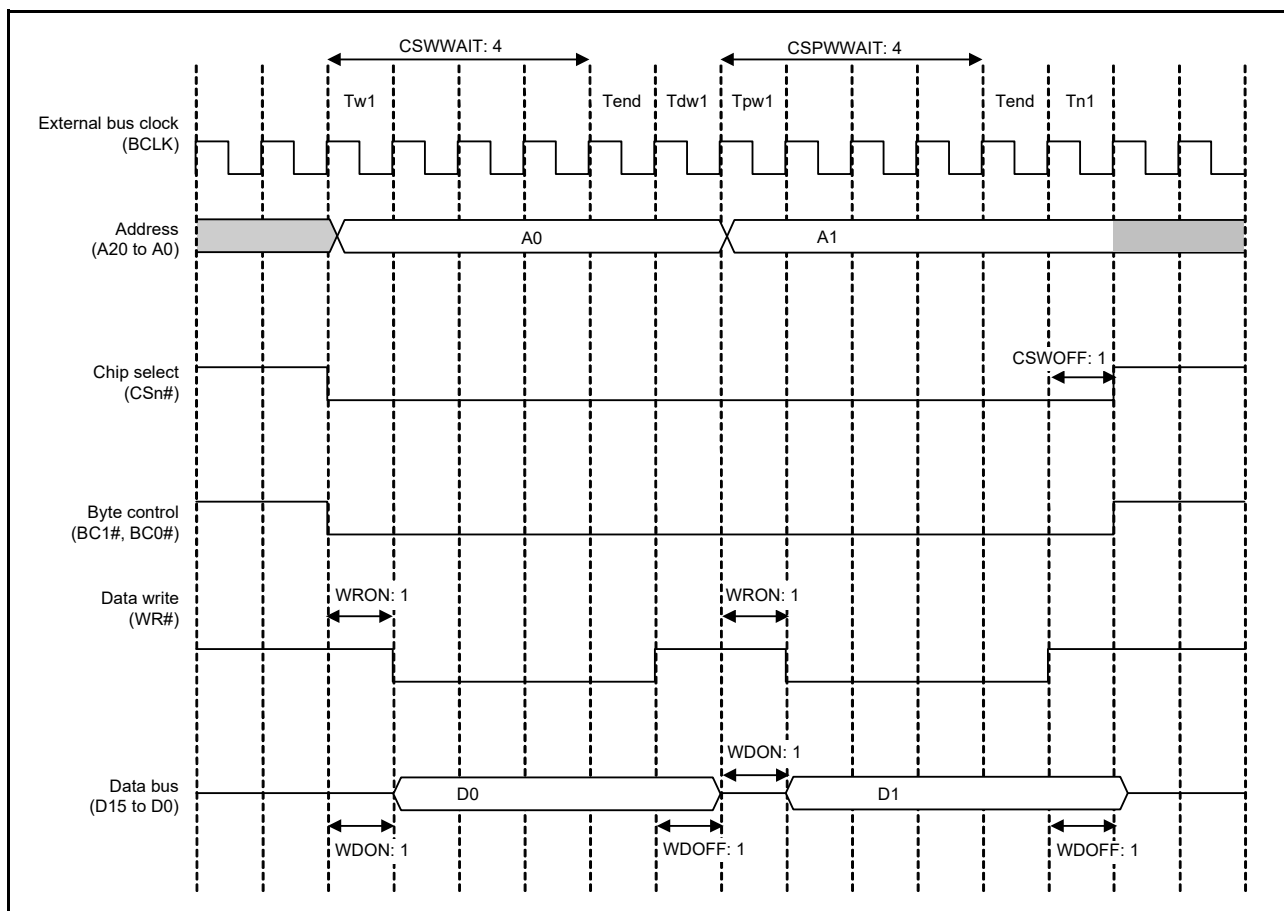 CSWWAIT: 4
CSPWWAIT: 4
Tw1
Tend
Tdw1
Tpw1
Tend
Tn1
External bus clock
(BCLK)
Address
(A20 to A0)
A0
A1
CSWOFF: 1
Chip select
(CSn#)
Byte control
(BC1#, BC0#)
WRON: 1
WRON: 1
Data write
(WR#)
WDON: 1
Data bus
(D15 to D0)
D0
D1
WDON: 1
WDOFF: 1
WDOFF: 1